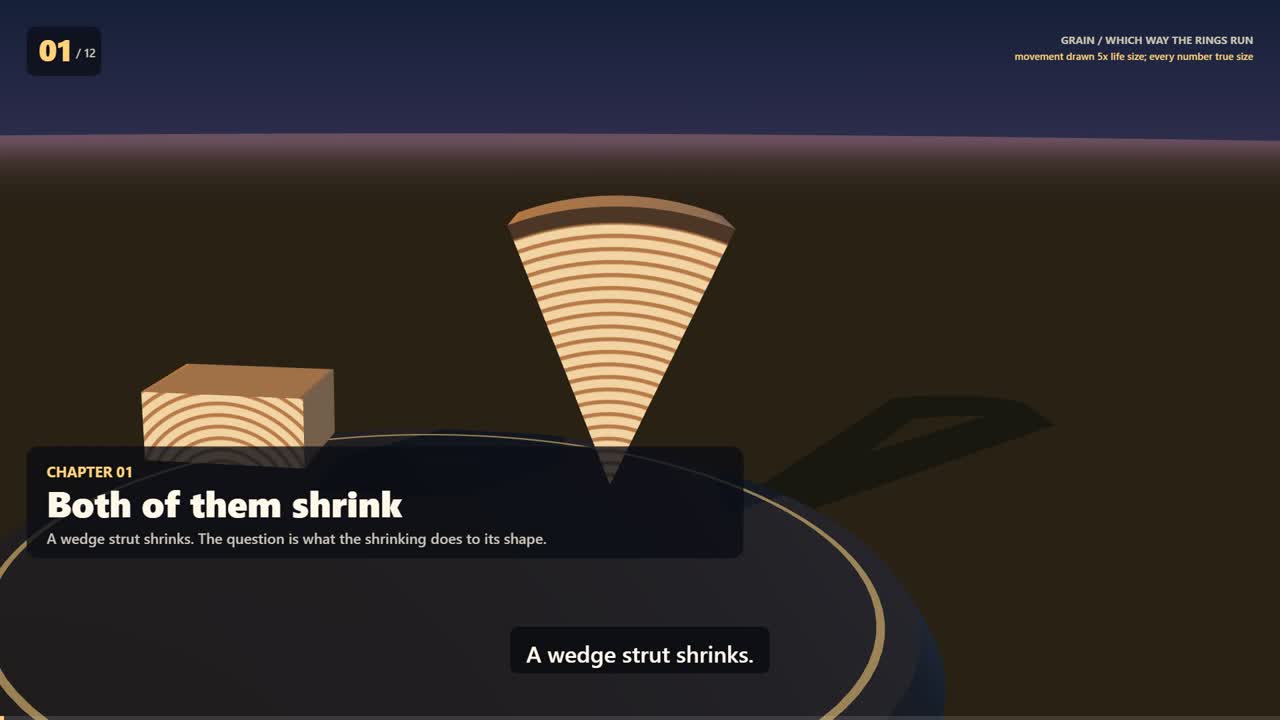 01 / 12
GRAIN / WHICH WAY THE RINGS RUN
movement drawn 5x life size; every number true size
CHAPTER 01
Both of them shrink
A wedge strut shrinks. The question is what the shrinking does to its shape.
A wedge strut shrinks.